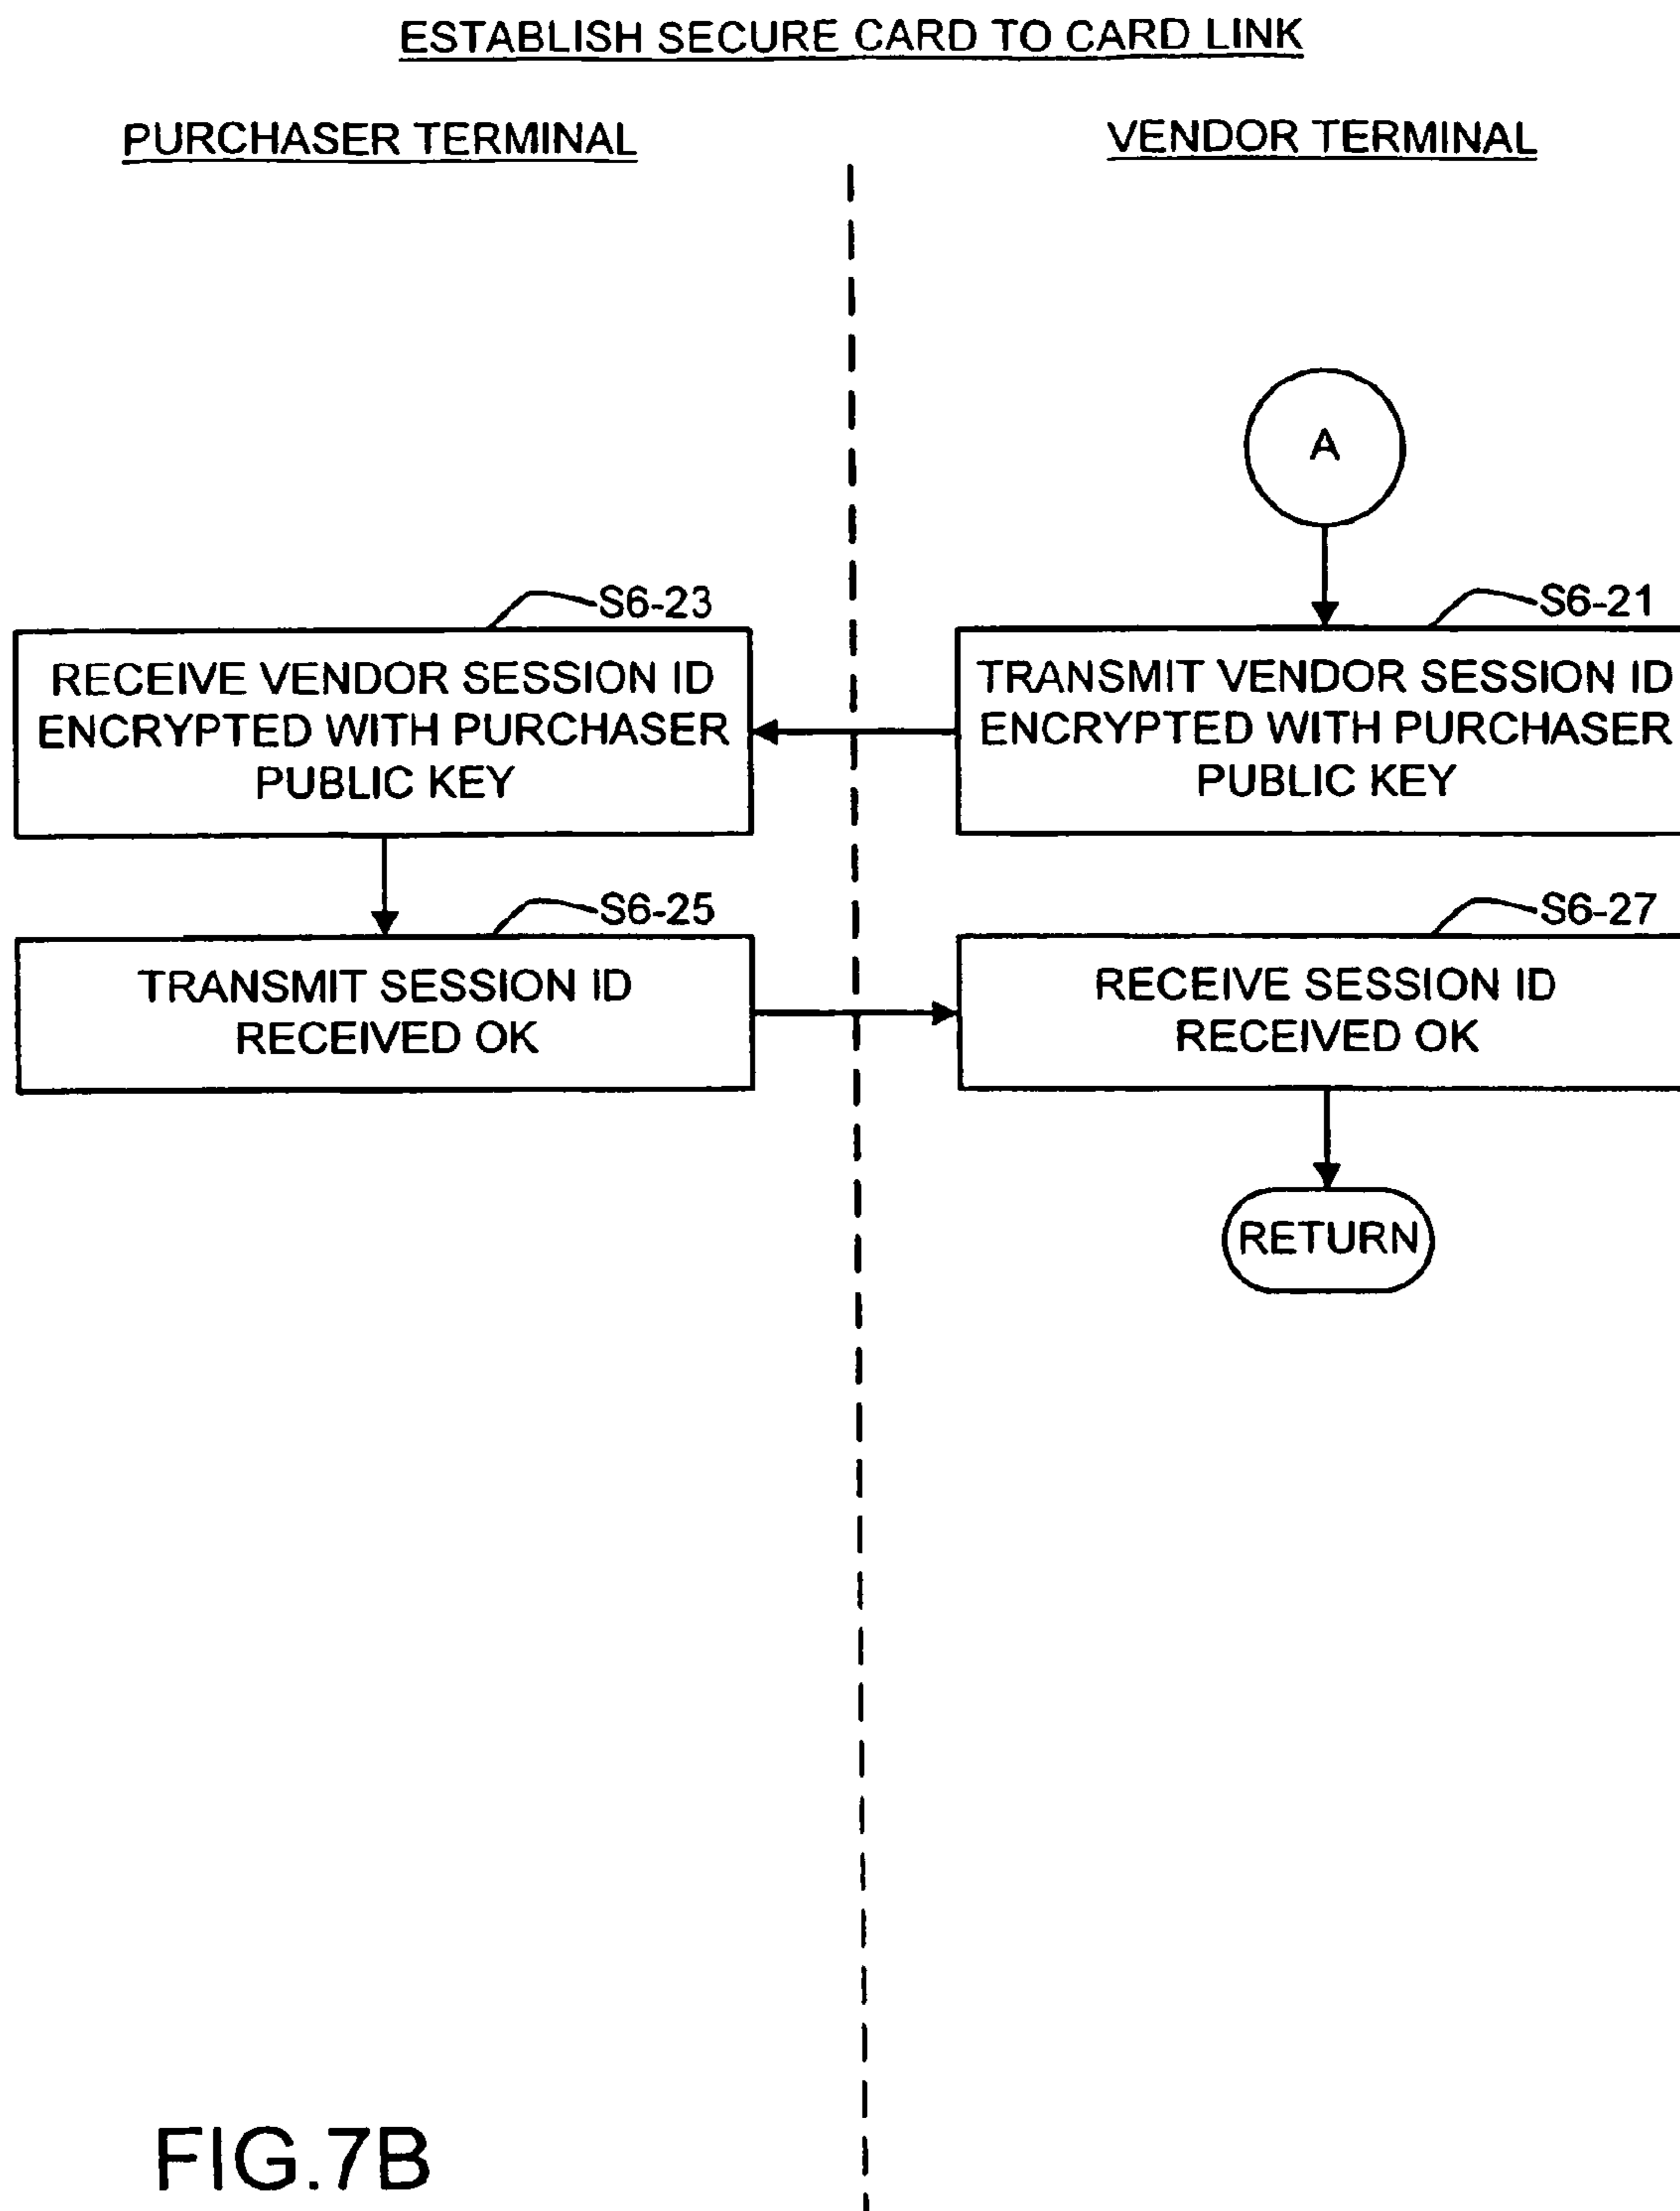 ESTABLISH SECURE CARD TO CARD LINK
PURCHASER TERMINAL
VENDOR TERMINAL
A
S6-23
S6-21
RECEIVE VENDOR SESSION ID
ENCRYPTED WITH PURCHASER
PUBLIC KEY
TRANSMIT VENDOR SESSION ID
ENCRYPTED WITH PURCHASER
PUBLIC KEY
S6-25
S6-27
TRANSMIT SESSION ID
RECEIVED OK
RECEIVE SESSION ID
RECEIVED OK
RETURN
FIG.7B